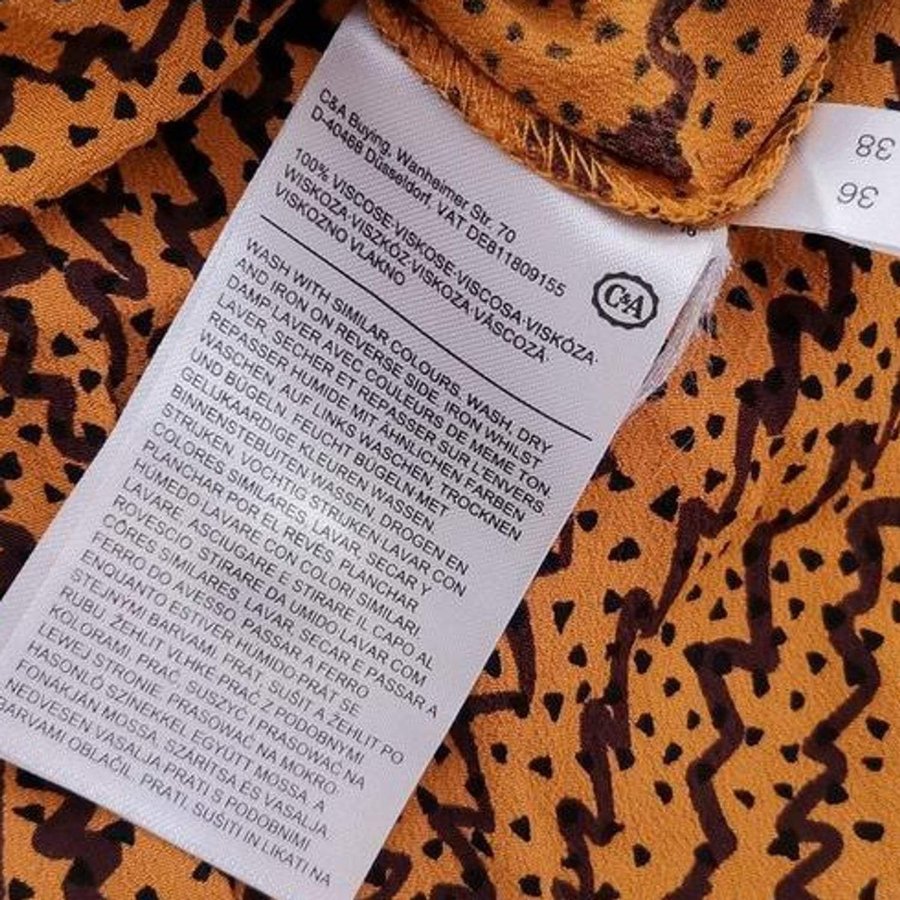 C&A Buying, Wanheimer Str. 70
D-40468 Düsseldorf, VAT DE811809155
100% VISCOSE·VISKOSE·VISCOSA·VISKÓZA·
WISKOZA·VISZKÓZ·VISKOZA·VÂSCOZĂ·
VISKOZNO VLAKNO
C&A
WASH WITH SIMILAR COLOURS, WASH, DRY
AND IRON ON REVERSE SIDE, IRON WHILST
DAMP LAVER AVEC COULEURS DE MEME TON.
LAVER, SECHER ET REPASSER SUR L'ENVERS,
REPASSER HUMIDE MIT ÄHNLICHEN FARBEN
WASCHEN. AUF LINKS WASCHEN, TROCKNEN
UND BÜGELN. FEUCHT BÜGELN MET
GELIJKAARDIGE KLEUREN WASSEN.
BINNENSTEBUITEN WASSEN, DROGEN EN
STRIJKEN. VOCHTIG STRIJKEN LAVAR CON
COLORES SIMILARES, LAVAR, SECAR Y
PLANCHAR POR EL REVÉS, PLANCHAR
HÚMEDO LAVARE CON COLORI SIMILARI.
LAVARE, ASCIUGARE E STIRARE IL CAPO AL
ROVESCIO, STIRARE DA UMIDO LAVAR COM
CÔRES SIMILARES, LAVAR, SECAR E PASSAR A
FERRO DO AVESSO. PASSAR A FERRO
ENQUANTO ESTIVER HÚMIDO PRÁT SE
STEJNÝMI BARVAMI, PRÁT, SUŠIT A ŽEHLIT PO
RUBU, ŽEHLIT VLHKÉ PRAĆ Z PODOBNYMI
KOLORAMI, PRAĆ, SUSZYĆ I PRASOWAĆ NA
LEWEJ STRONIE, PRASOWAĆ NA MOKRO.
HASONLÓ SZÍNEKKEL EGYÜTT MOSSA, A
FONÁKJÁN MOSSA, SZÁRÍTSA ÉS VASALJA
NEDVESEN VASALJA PRATI S PODOBNIMI
BARVAMI OBLAČIL, PRATI, SUŠITI IN LIKATI NA
38
36